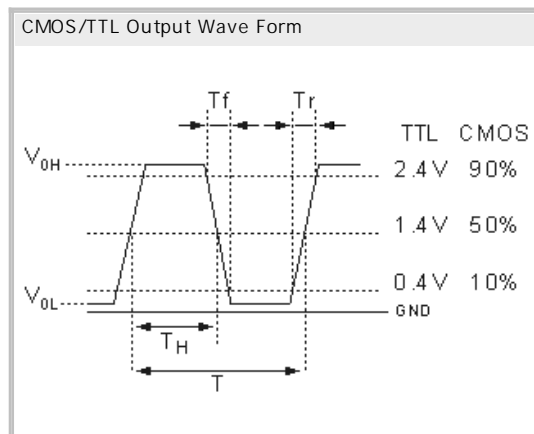 CMOS/TTL Output Wave Form
Tf Tr
TTL CMOS
V0H
2.4V 90%
1.4V 50%
0.4V 10%
V0L
GND
TH
T